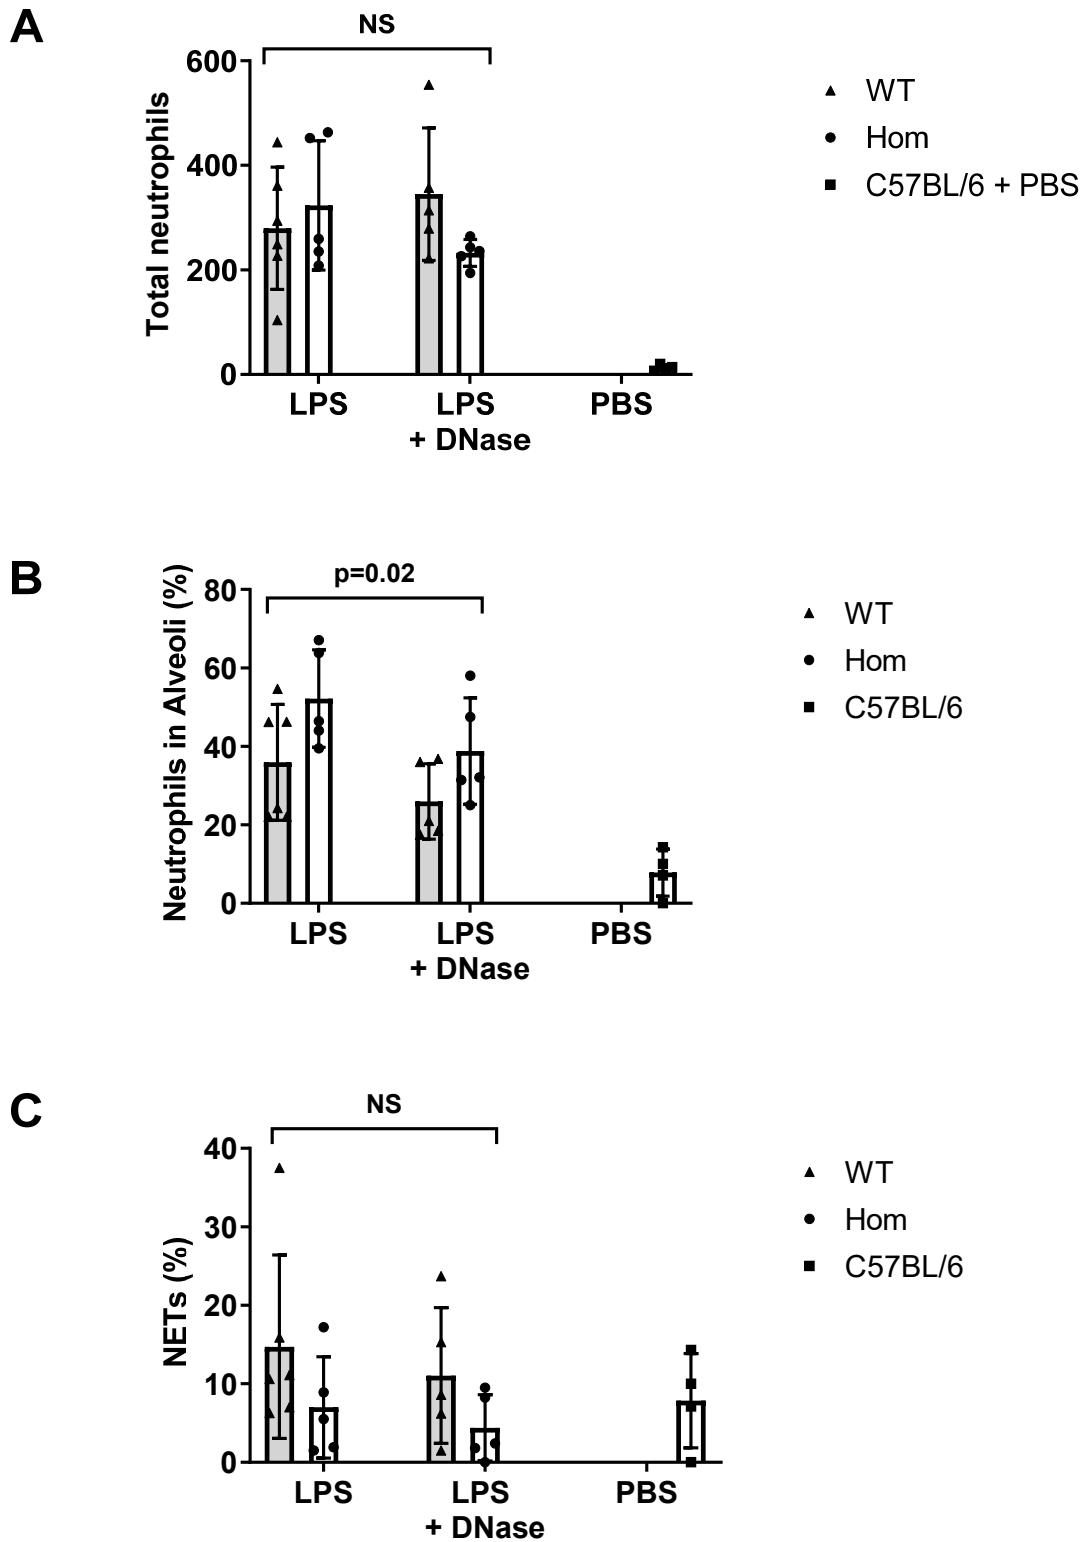 A
NS
Total neutrophils
600
400
200
0
LPS
LPS
+ DNase
PBS
WT
Hom
C57BL/6 + PBS
B
p=0.02
Neutrophils in Alveoli (%)
80
60
40
20
0
LPS
LPS
+ DNase
PBS
WT
Hom
C57BL/6
C
NS
NETs (%)
40
30
20
10
0
LPS
LPS
+ DNase
PBS
WT
Hom
C57BL/6